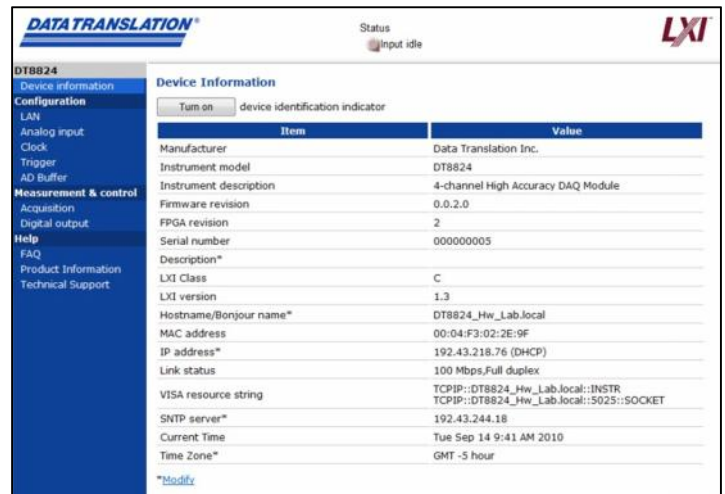 DATA TRANSLATION®
Status
Input idle
LXI
DT8824
Device information
Configuration
LAN
Analog input
Clock
Trigger
AD Buffer
Measurement & control
Acquisition
Digital output
Help
FAQ
Product Information
Technical Support
Device Information
Turn on device identification indicator
Item Value
Manufacturer Data Translation Inc.
Instrument model DT8824
Instrument description 4-channel High Accuracy DAQ Module
Firmware revision 0.0.2.0
FPGA revision 2
Serial number 000000005
Description*
LXI Class C
LXI version 1.3
Hostname/Bonjour name* DT8824_Hw_Lab.local
MAC address 00:04:F3:02:2E:9F
IP address* 192.43.218.76 (DHCP)
Link status 100 Mbps,Full duplex
VISA resource string TCPIP::DT8824_Hw_Lab.local::INSTR
TCPIP::DT8824_Hw_Lab.local::5025::SOCKET
SNTP server* 192.43.244.18
Current Time Tue Sep 14 9:41 AM 2010
Time Zone* GMT -5 hour
*Modify